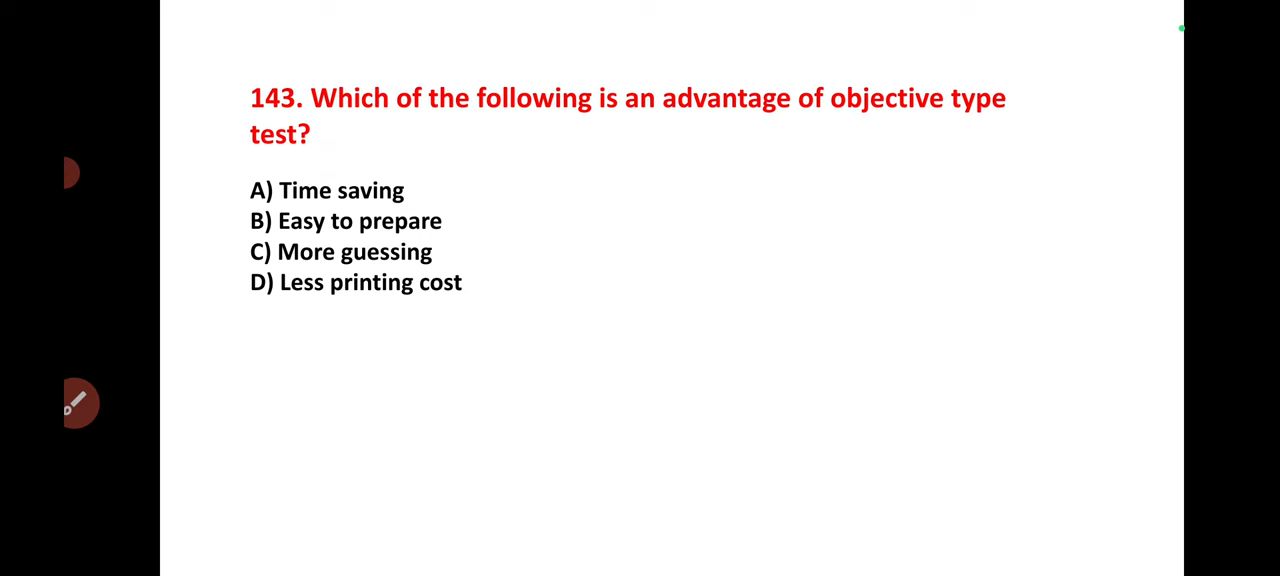 143. Which of the following is an advantage of objective type
test?
A) Time saving
B) Easy to prepare
C) More guessing
D) Less printing cost